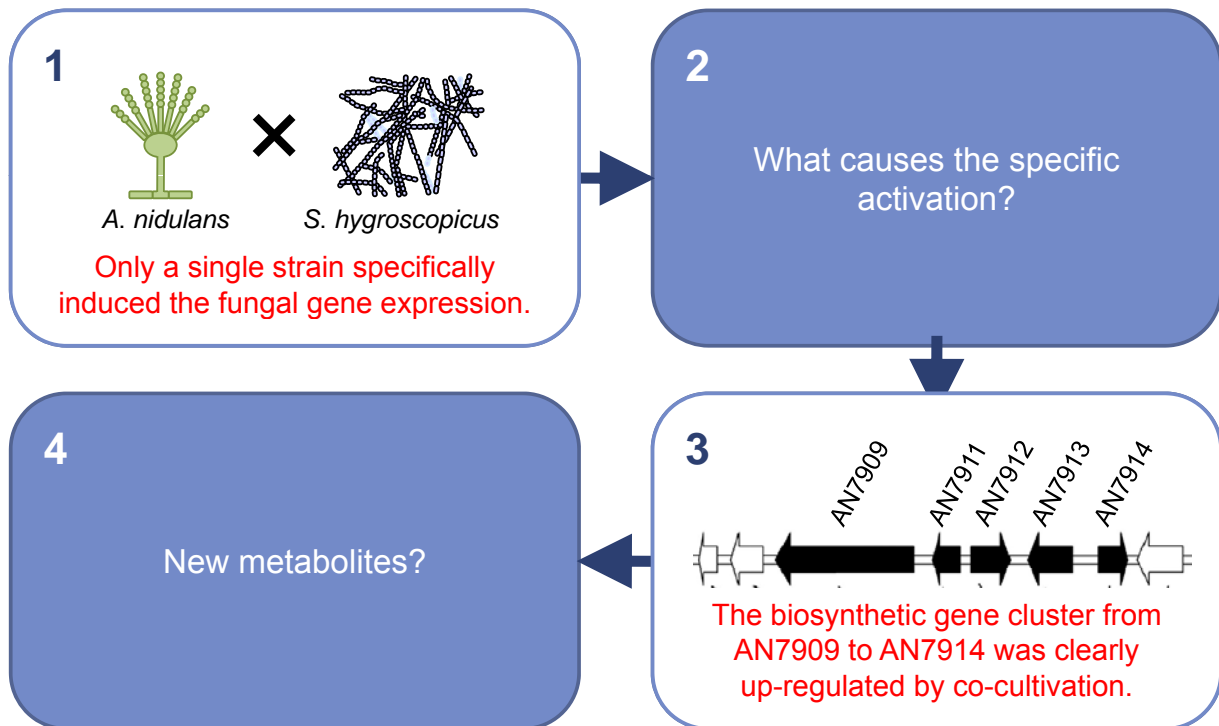 1
A. nidulans
S. hygroscopicus
Only a single strain specifically
induced the fungal gene expression.
2
What causes the specific
activation?
3
AN7909
AN7911
AN7912
AN7913
AN7914
The biosynthetic gene cluster from
AN7909 to AN7914 was clearly
up-regulated by co-cultivation.
4
New metabolites?